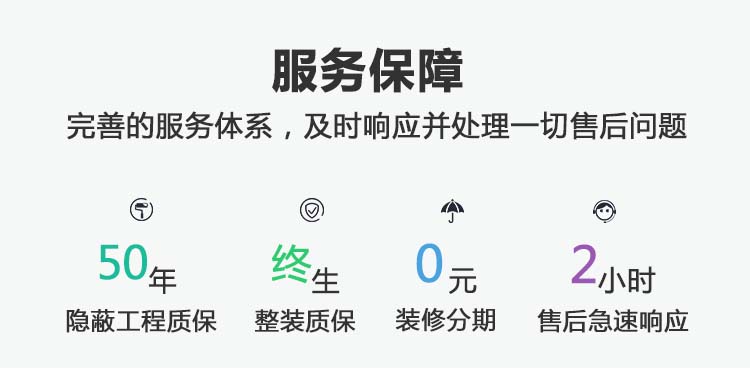 服务保障
完善的服务体系，及时响应并处理一切售后问题
50年 终生 0元 2小时
隐蔽工程质保 整装质保 装修分期 售后急速响应